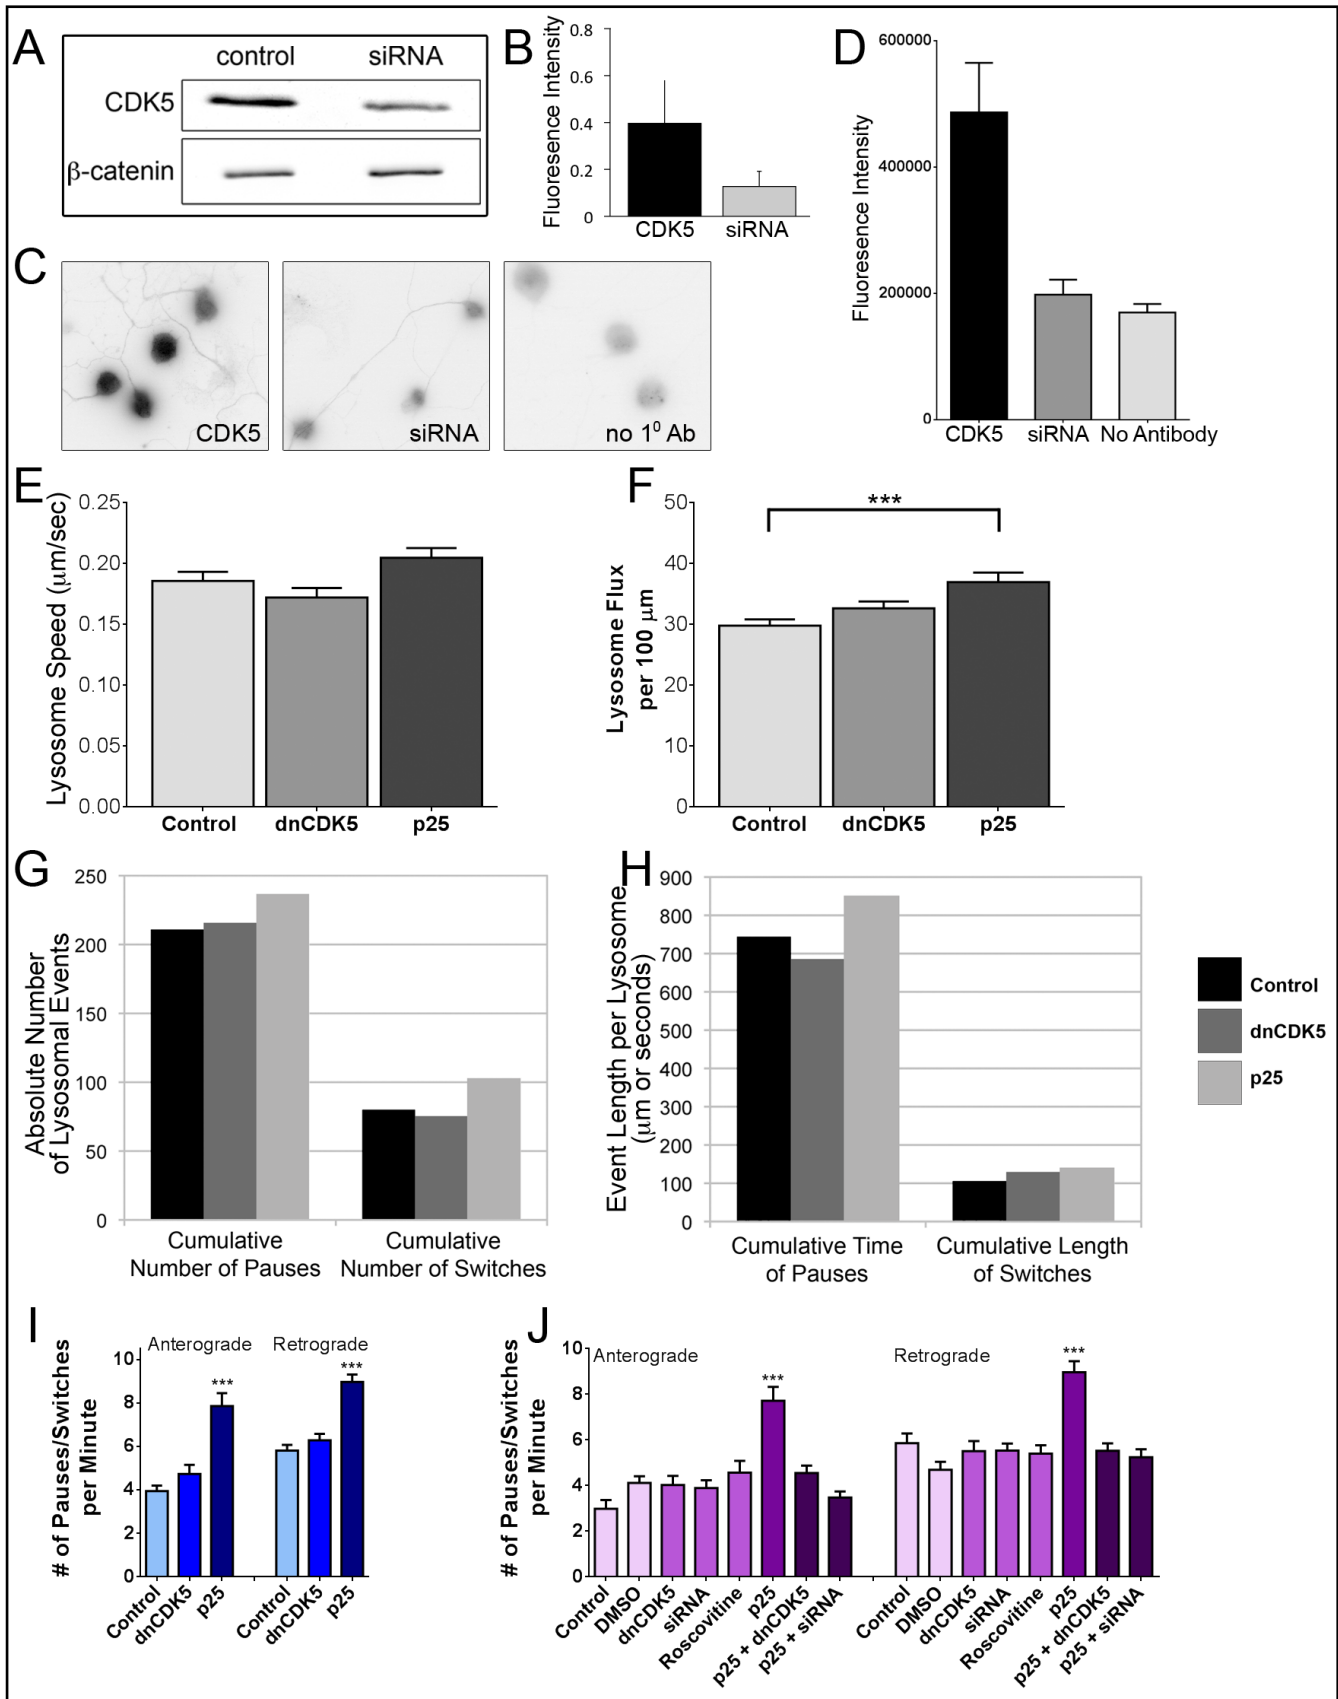 A
control siRNA
CDK5
β-catenin
B
Fluoresence Intensity
0.8
0.6
0.4
0.2
0
CDK5 siRNA
D
Fluoresence Intensity
600000
400000
200000
0
CDK5 siRNA No Antibody
C
CDK5
siRNA
no 1⁰ Ab
E
Lysosome Speed (μm/sec)
0.25
0.20
0.15
0.10
0.05
0.00
Control dnCDK5 p25
F
Lysosome Flux
per 100 μm
50
40
30
20
10
0
***
Control dnCDK5 p25
G
Absolute Number
of Lysosomal Events
250
200
150
100
50
0
Cumulative
Number of Pauses
Cumulative
Number of Switches
H
Event Length per Lysosome
(μm or seconds)
900
800
700
600
500
400
300
200
100
0
Cumulative Time
of Pauses
Cumulative Length
of Switches
Control
dnCDK5
p25
I
# of Pauses/Switches
per Minute
10
8
6
4
2
0
Anterograde Retrograde
***
***
Control
dnCDK5
p25
Control
dnCDK5
p25
J
# of Pauses/Switches
per Minute
10
8
6
4
2
0
Anterograde
Retrograde
***
***
Control
DMSO
dnCDK5
siRNA
Roscovitine
p25
p25 + dnCDK5
p25 + siRNA
Control
DMSO
dnCDK5
siRNA
Roscovitine
p25
p25 + dnCDK5
p25 + siRNA